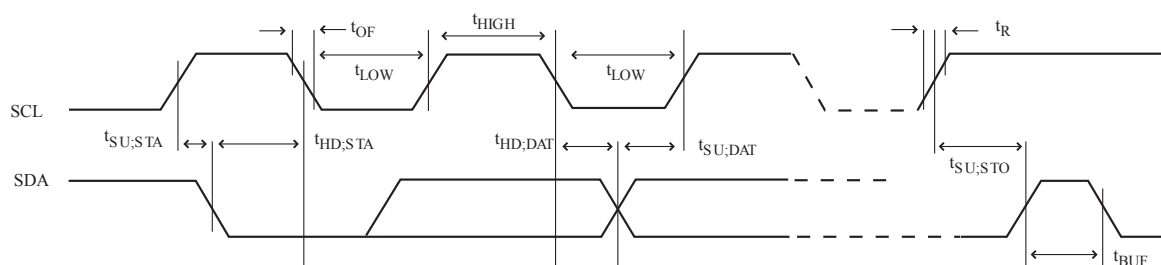 tOF
tHIGH
tR
tLOW
tLOW
SCL
tSU;STA
tHD;STA
tHD;DAT
tSU;DAT
tSU;STO
SDA
tBUF